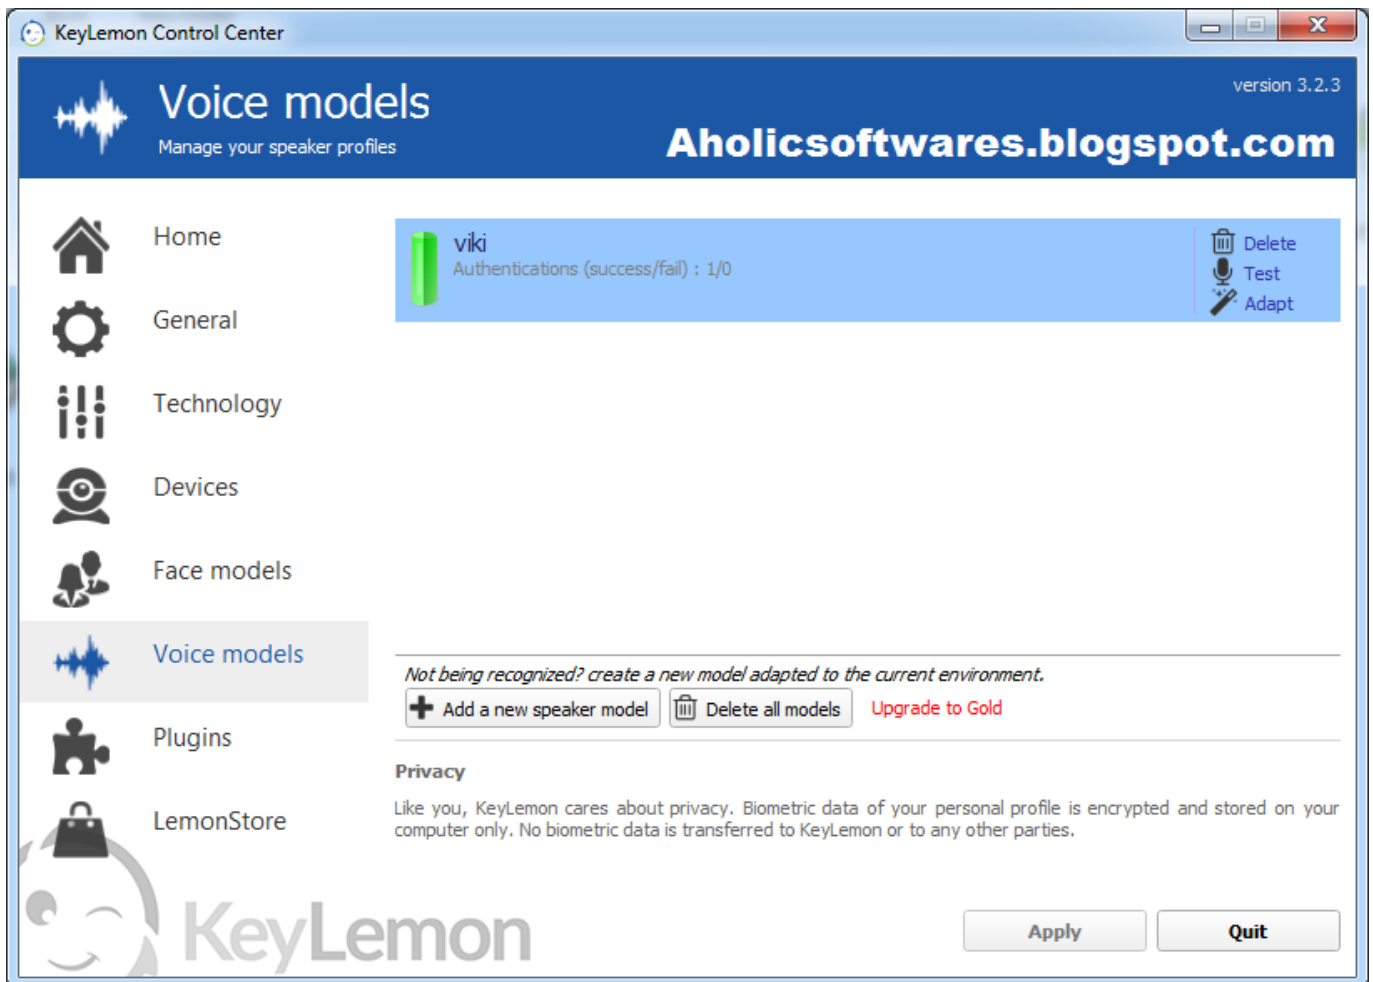 KeyLemon Control Center
Voice models
version 3.2.3
Manage your speaker profiles
Aholicsoftwares.blogspot.com
Home
General
Technology
Devices
Face models
Voice models
Plugins
LemonStore
viki
Authentications (success/fail) : 1/0
Delete
Test
Adapt
Not being recognized? create a new model adapted to the current environment.
Add a new speaker model
Delete all models
Upgrade to Gold
Privacy
Like you, KeyLemon cares about privacy. Biometric data of your personal profile is encrypted and stored on your
computer only. No biometric data is transferred to KeyLemon or to any other parties.
KeyLemon
Apply
Quit